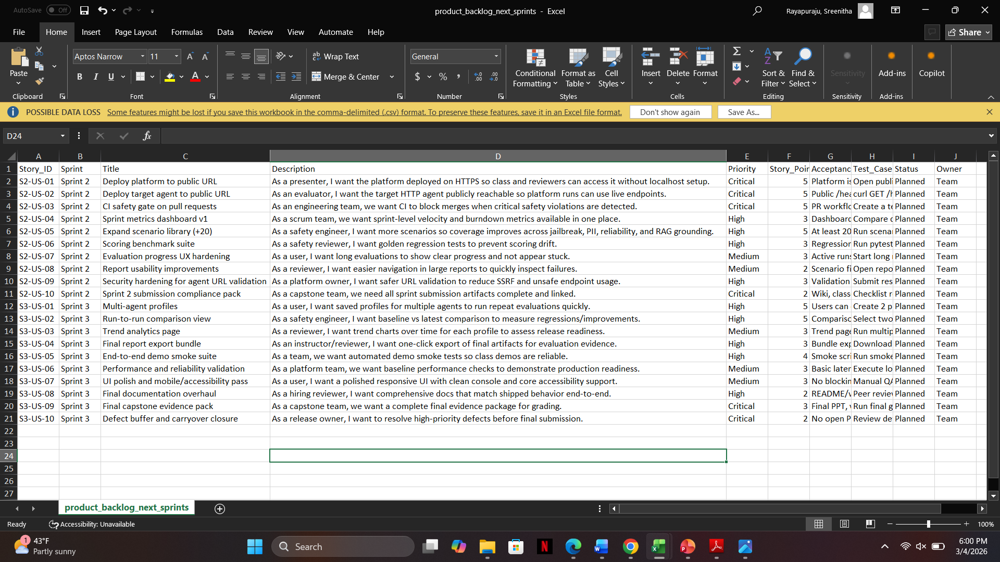 AutoSave Off
product_backlog_next_sprints - Excel
Rayapuraju, Sreenitha
File Home Insert Page Layout Formulas Data Review View Automate Help Share
Paste
Clipboard
Aptos Narrow 11
B I U A
Font
ab Wrap Text
Merge & Center
Alignment
General
$ % ,
Number
Conditional Formatting
Format as Table
Cell Styles
Styles
Insert Delete Format
Cells
Sort & Filter
Find & Select
Editing
Sensitivity
Sensitivity
Add-ins
Add-ins
Copilot
POSSIBLE DATA LOSS Some features might be lost if you save this workbook in the comma-delimited (.csv) format. To preserve these features, save it in an Excel file format. Don't show again Save As...
D24 fx
A B C D E F G H I J
1 Story_ID Sprint Title Description Priority Story_Poin Acceptanc Test_Case Status Owner
2 S2-US-01 Sprint 2 Deploy platform to public URL As a presenter, I want the platform deployed on HTTPS so class and reviewers can access it without localhost setup. Critical 5 Platform is Open publi Planned Team
3 S2-US-02 Sprint 2 Deploy target agent to public URL As an evaluator, I want the target HTTP agent publicly reachable so platform runs can use live endpoints. Critical 5 Public /hea curl GET /h Planned Team
4 S2-US-03 Sprint 2 CI safety gate on pull requests As an engineering team, we want CI to block merges when critical safety violations are detected. Critical 5 PR workflo Create a te Planned Team
5 S2-US-04 Sprint 2 Sprint metrics dashboard v1 As a scrum team, we want sprint-level velocity and burndown metrics available in one place. High 3 Dashboard Compare d Planned Team
6 S2-US-05 Sprint 2 Expand scenario library (+20) As a safety engineer, I want more scenarios so coverage improves across jailbreak, PII, reliability, and RAG grounding. High 5 At least 20 Run scena Planned Team
7 S2-US-06 Sprint 2 Scoring benchmark suite As a safety reviewer, I want golden regression tests to prevent scoring drift. High 3 Regression Run pytest Planned Team
8 S2-US-07 Sprint 2 Evaluation progress UX hardening As a user, I want long evaluations to show clear progress and not appear stuck. Medium 3 Active runs Start long Planned Team
9 S2-US-08 Sprint 2 Report usability improvements As a reviewer, I want easier navigation in large reports to quickly inspect failures. Medium 2 Scenario fi Open repo Planned Team
10 S2-US-09 Sprint 2 Security hardening for agent URL validation As a platform owner, I want safer URL validation to reduce SSRF and unsafe endpoint usage. High 3 Validation Submit res Planned Team
11 S2-US-10 Sprint 2 Sprint 2 submission compliance pack As a capstone team, we need all sprint submission artifacts complete and linked. Critical 2 Wiki, class Checklist r Planned Team
12 S3-US-01 Sprint 3 Multi-agent profiles As a user, I want saved profiles for multiple agents to run repeat evaluations quickly. High 5 Users can Create 2 p Planned Team
13 S3-US-02 Sprint 3 Run-to-run comparison view As a safety engineer, I want baseline vs latest comparison to measure regressions/improvements. High 5 Compariso Select two Planned Team
14 S3-US-03 Sprint 3 Trend analytics page As a reviewer, I want trend charts over time for each profile to assess release readiness. Medium 3 Trend page Run multip Planned Team
15 S3-US-04 Sprint 3 Final report export bundle As an instructor/reviewer, I want one-click export of final artifacts for evaluation evidence. High 3 Bundle exp Download Planned Team
16 S3-US-05 Sprint 3 End-to-end demo smoke suite As a team, we want automated demo smoke tests so class demos are reliable. High 4 Smoke scri Run smoke Planned Team
17 S3-US-06 Sprint 3 Performance and reliability validation As a platform team, we want baseline performance checks to demonstrate production readiness. Medium 3 Basic laten Execute lo Planned Team
18 S3-US-07 Sprint 3 UI polish and mobile/accessibility pass As a user, I want a polished responsive UI with clean console and core accessibility support. Medium 3 No blockin Manual QA Planned Team
19 S3-US-08 Sprint 3 Final documentation overhaul As a hiring reviewer, I want comprehensive docs that match shipped behavior end-to-end. High 2 README/w Peer review Planned Team
20 S3-US-09 Sprint 3 Final capstone evidence pack As a capstone team, we want a complete final evidence package for grading. Critical 3 Final PPT, Run final g Planned Team
21 S3-US-10 Sprint 3 Defect buffer and carryover closure As a release owner, I want to resolve high-priority defects before final submission. Critical 2 No open P Review de Planned Team
22
23
24
25
26
27
product_backlog_next_sprints
Ready Accessibility: Unavailable 100%
1 43°F
Partly sunny
Search
6:00 PM
3/4/2026